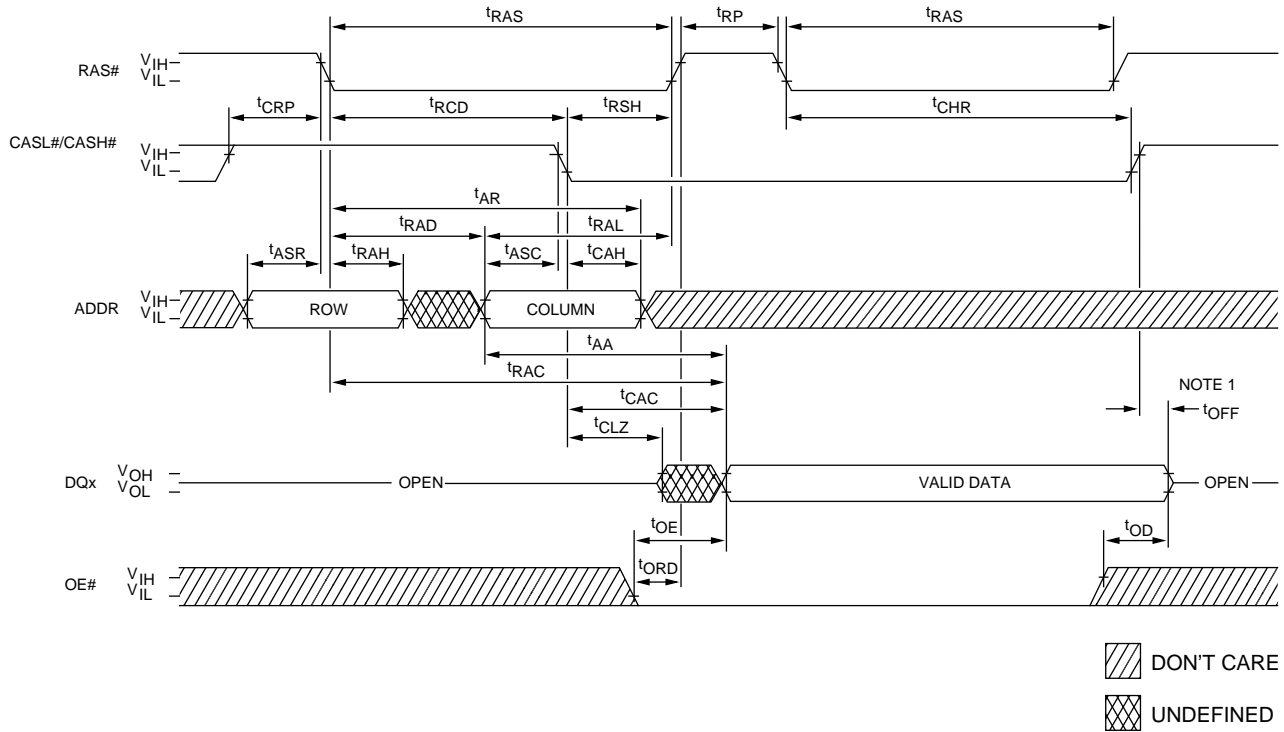 tRAS tRP tRAS
RAS# VIH VIL
tCRP tRCD tRSH tCHR
CASL#/CASH# VIH VIL
tAR
tRAD tRAL
tASR tRAH tASC tCAH
ADDR VIH VIL ROW COLUMN
tAA
tRAC
tCAC NOTE 1
tCLZ tOFF
DQx VOH VOL OPEN VALID DATA OPEN
tOE tOD
tORD
OE# VIH VIL
DON'T CARE
UNDEFINED